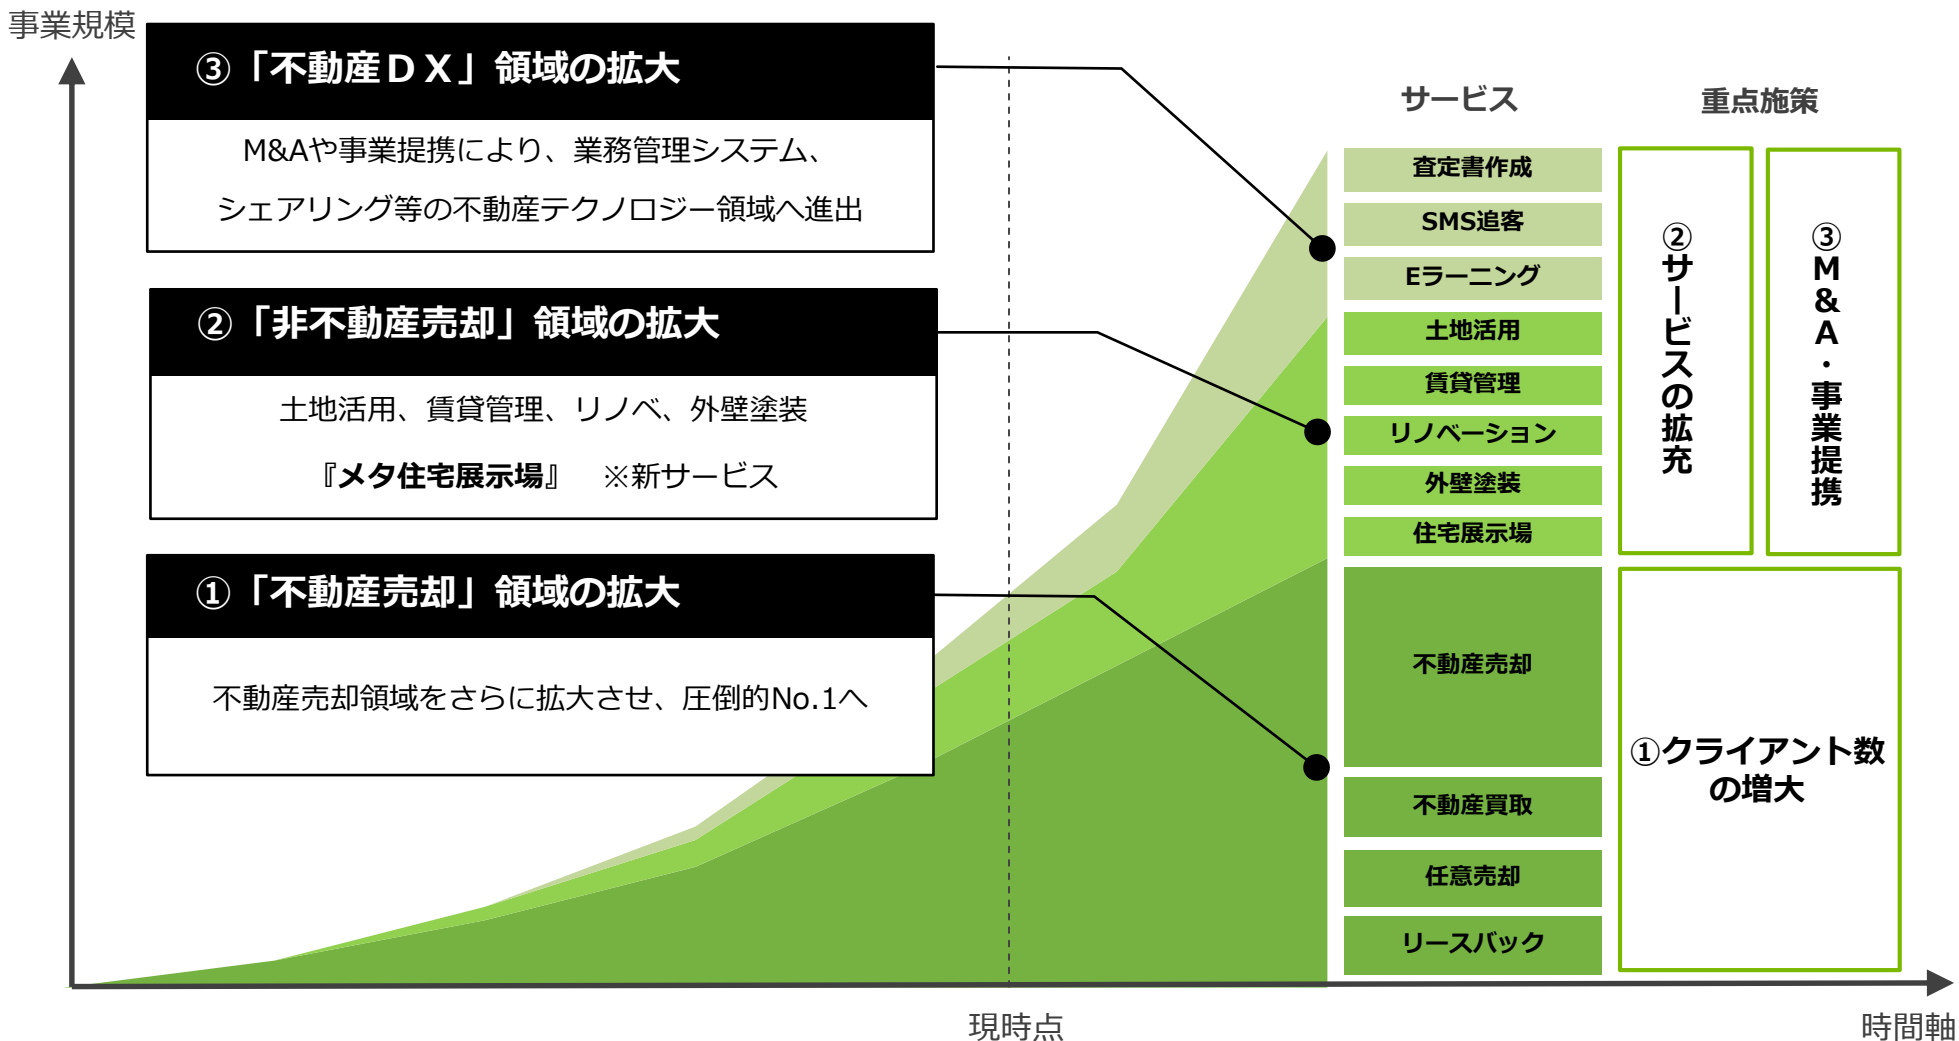 事業規模
③「不動産ＤＸ」領域の拡大
M&Aや事業提携により、業務管理システム、
シェアリング等の不動産テクノロジー領域へ進出
②「非不動産売却」領域の拡大
土地活用、賃貸管理、リノベ、外壁塗装
『メタ住宅展示場』　※新サービス
①「不動産売却」領域の拡大
不動産売却領域をさらに拡大させ、圧倒的No.1へ
サービス
査定書作成
SMS追客
Eラーニング
土地活用
賃貸管理
リノベーション
外壁塗装
住宅展示場
不動産売却
不動産買取
任意売却
リースバック
重点施策
②サービスの拡充
③M&A・事業提携
①クライアント数
の増大
現時点
時間軸